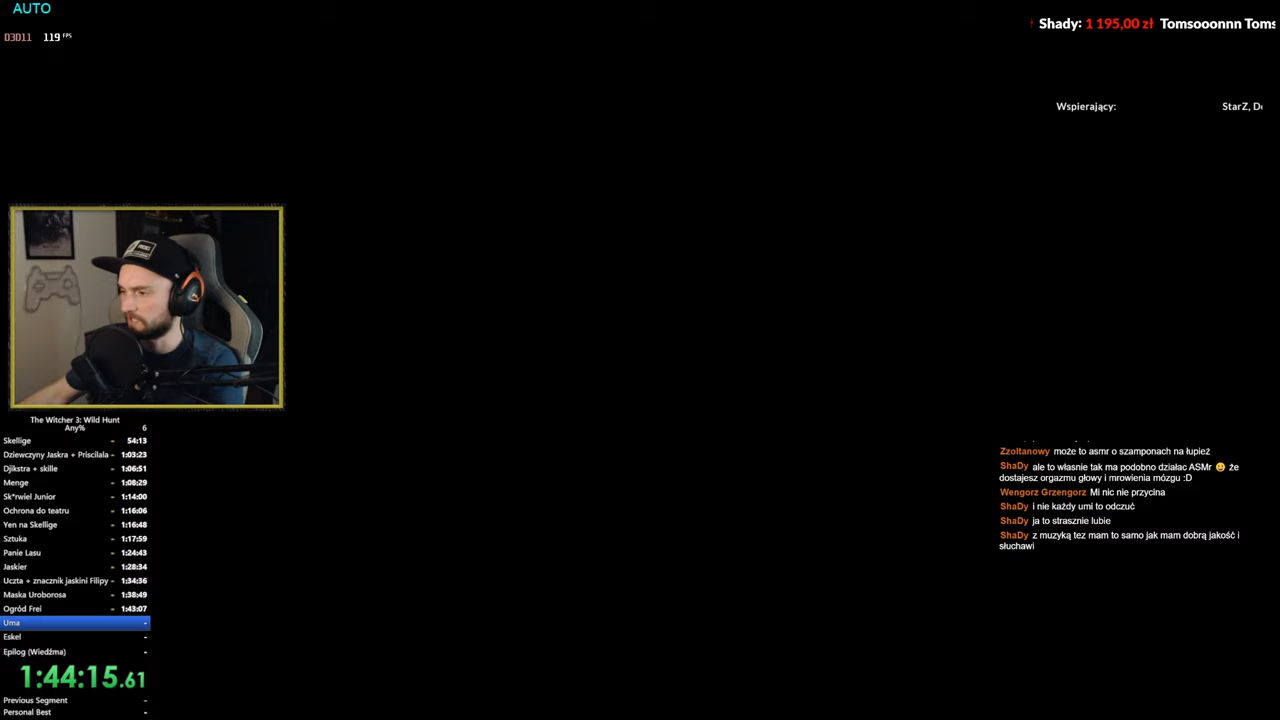 AUTO
03011 119 FPS
Shady: 1 195,00 zł Tomsooonnn Toms
Wspierający: StarZ, D
The Witcher 3: Wild Hunt
Any% 6
Skellige - 54:13
Dziewczyny Jaskra + Priscilala - 1:03:23
Djikstra + skille - 1:06:51
Menge - 1:08:29
Sk*rwiel Junior - 1:14:00
Ochrona do teatru - 1:16:06
Yen na Skellige - 1:16:48
Sztuka - 1:17:59
Panie Lasu - 1:24:43
Jaskier - 1:28:34
Uczta + znacznik jaskini Filipy - 1:34:36
Maska Uroborosa - 1:38:49
Ogród Frei - 1:43:07
Uma -
Eskel -
Epilog (Wiedźma) -
1:44:15.61
Previous Segment -
Personal Best -
Zzoltanowy może to asmr o szamponach na łupież
ShaDy ale to własnie tak ma podobno działac ASMr 😀 że
dostajesz orgazmu głowy i mrowienia mózgu :D
Wengorz Grzengorz Mi nic nie przycina
ShaDy i nie każdy umi to odczuć
ShaDy ja to strasznie lubie
ShaDy z muzyką tez mam to samo jak mam dobrą jakość i
słuchawi